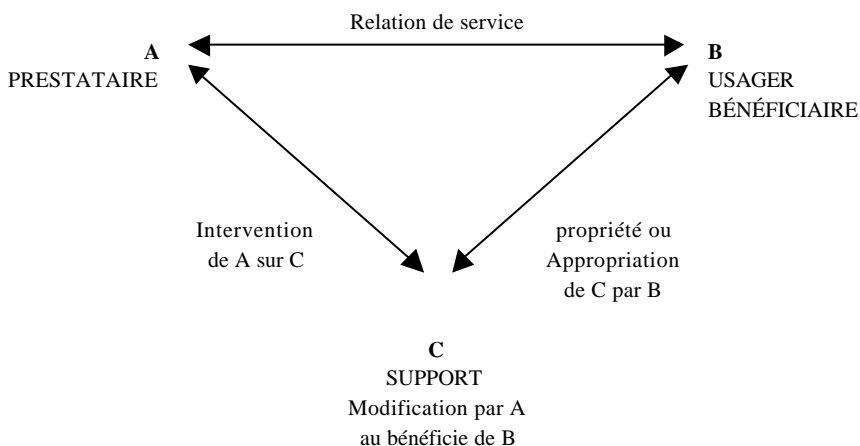 Relation de service
A
PRESTATAIRE
B
USAGER
BÉNÉFICIAIRE
Intervention
de A sur C
propriété ou
Appropriation
de C par B
C
SUPPORT
Modification par A
au bénéficie de B